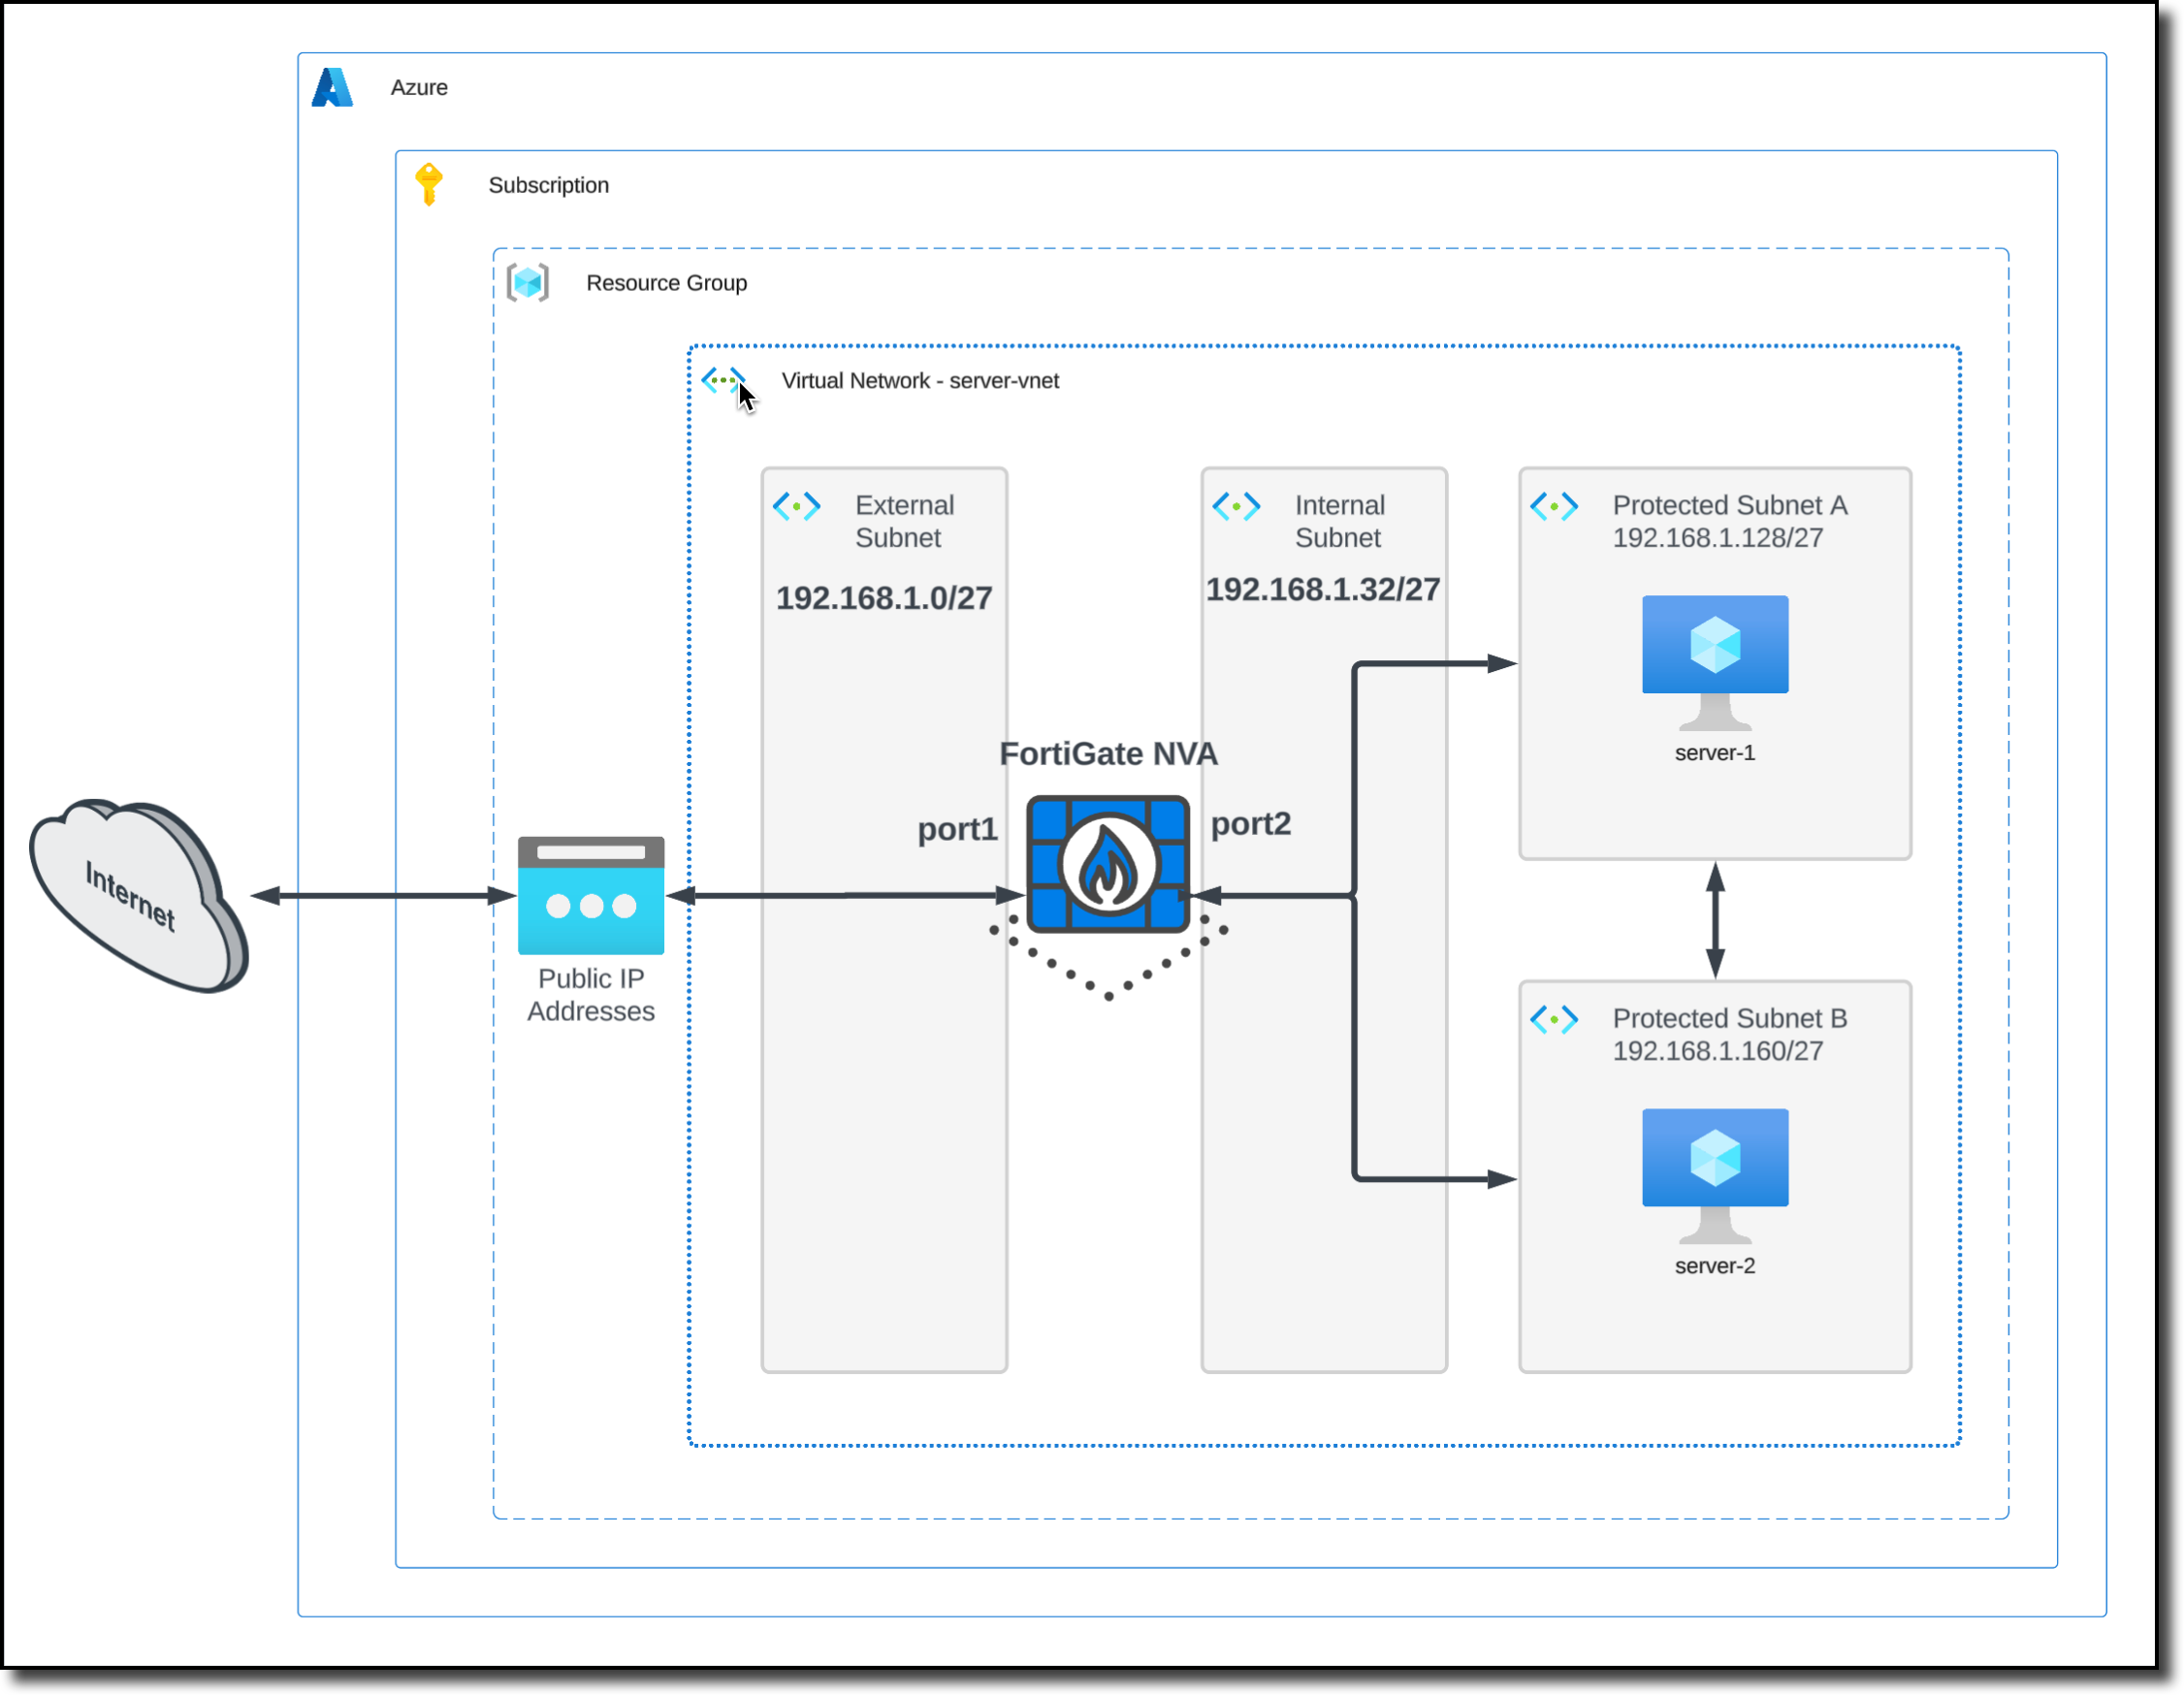 Azure
Subscription
Resource Group
Virtual Network - server-vnet
External
Subnet
192.168.1.0/27
Internal
Subnet
192.168.1.32/27
Protected Subnet A
192.168.1.128/27
server-1
FortiGate NVA
port1
port2
Internet
Public IP
Addresses
Protected Subnet B
192.168.1.160/27
server-2